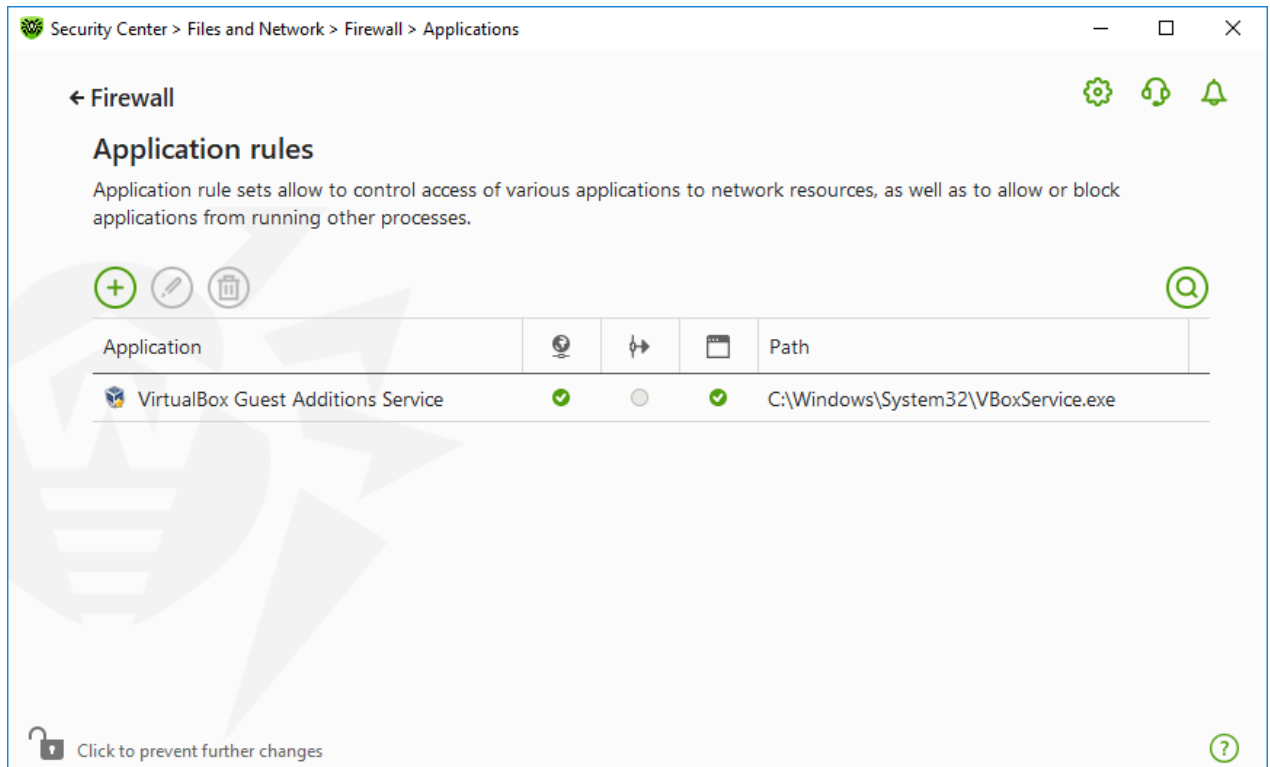 Security Center > Files and Network > Firewall > Applications
Firewall
Application rules
Application rule sets allow to control access of various applications to network resources, as well as to allow or block
applications from running other processes.
Application Path
VirtualBox Guest Additions Service C:\Windows\System32\VBoxService.exe
Click to prevent further changes